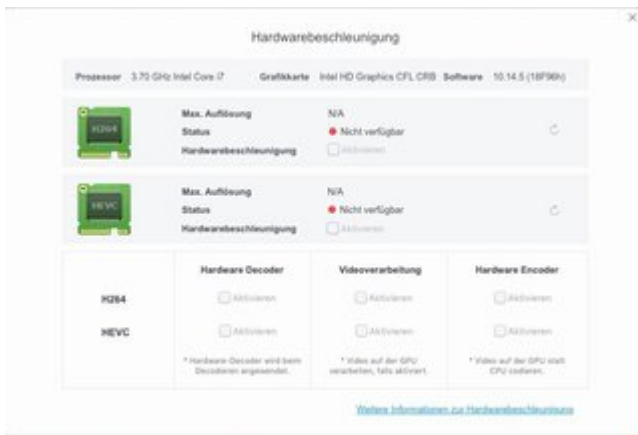 Hardwarebeschleunigung
Prozessor 3.70 GHz Intel Core i7 Grafikkarte Intel HD Graphics CFL CRB Software 10.14.5 (18F96h)
H264
Max. Auflösung N/A
Status Nicht verfügbar
Hardwarebeschleunigung Aktivieren
HEVC
Max. Auflösung N/A
Status Nicht verfügbar
Hardwarebeschleunigung Aktivieren
Hardware Decoder Videoverarbeitung Hardware Encoder
H264 Aktivieren Aktivieren Aktivieren
HEVC Aktivieren Aktivieren Aktivieren
* Hardware-Decoder wird beim * Video auf der GPU * Video auf der GPU statt
Decodieren angewendet. verarbeiten, falls aktiviert. CPU codieren.
Weitere Informationen zur Hardwarebeschleunigung